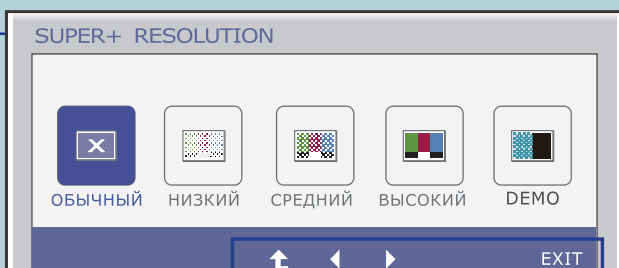 SUPER+ RESOLUTION
ОБЫЧНЫЙ НИЗКИЙ СРЕДНИЙ ВЫСОКИЙ DEMO
EXIT